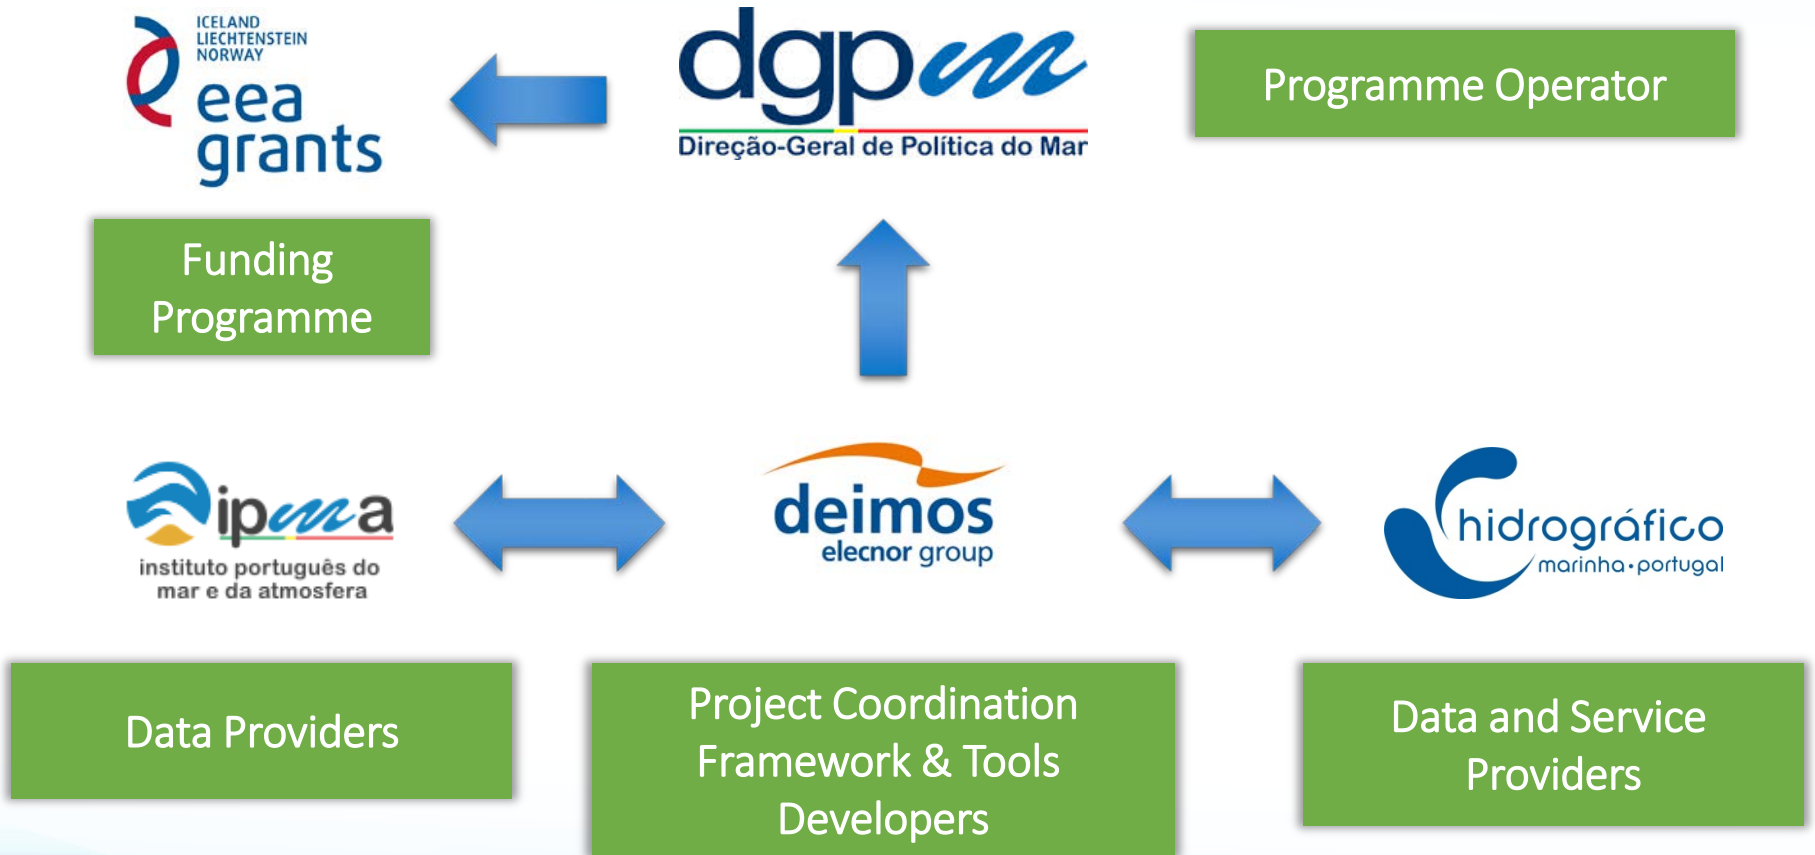 ICELAND
LIECHTENSTEIN
NORWAY
eea
grants
dgpm
Direção-Geral de Política do Mar
Programme Operator
Funding
Programme
ipma
instituto português do
mar e da atmosfera
deimos
elecnor group
hidrográfico
marinha•portugal
Data Providers
Project Coordination
Framework & Tools
Developers
Data and Service
Providers